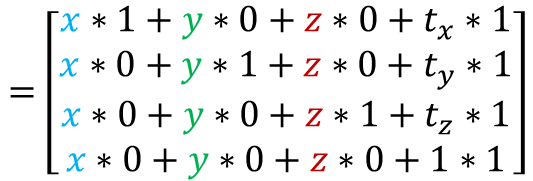 x * 1 + y * 0 + z * 0 + tₓ * 1
= x * 0 + y * 1 + z * 0 + t_y * 1
x * 0 + y * 0 + z * 1 + t_z * 1
x * 0 + y * 0 + z * 0 + 1 * 1